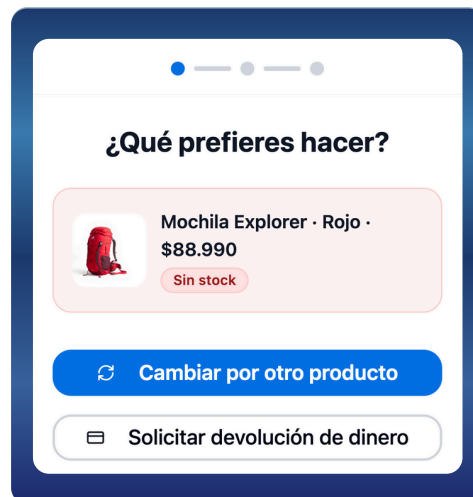 ¿Qué prefieres hacer?
Mochila Explorer · Rojo ·
$88.990
Sin stock
Cambiar por otro producto
Solicitar devolución de dinero